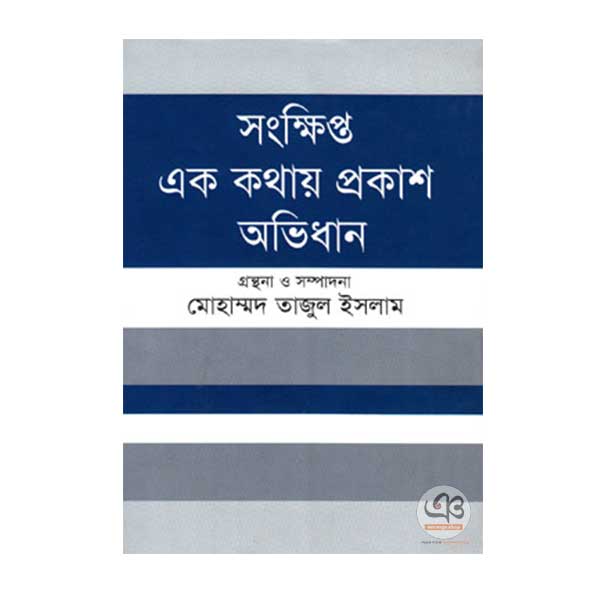 সংক্ষিপ্ত
এক কথায় প্রকাশ
অভিধান
গ্রন্থনা ও সম্পাদনা
মোহাম্মদ তাজুল ইসলাম